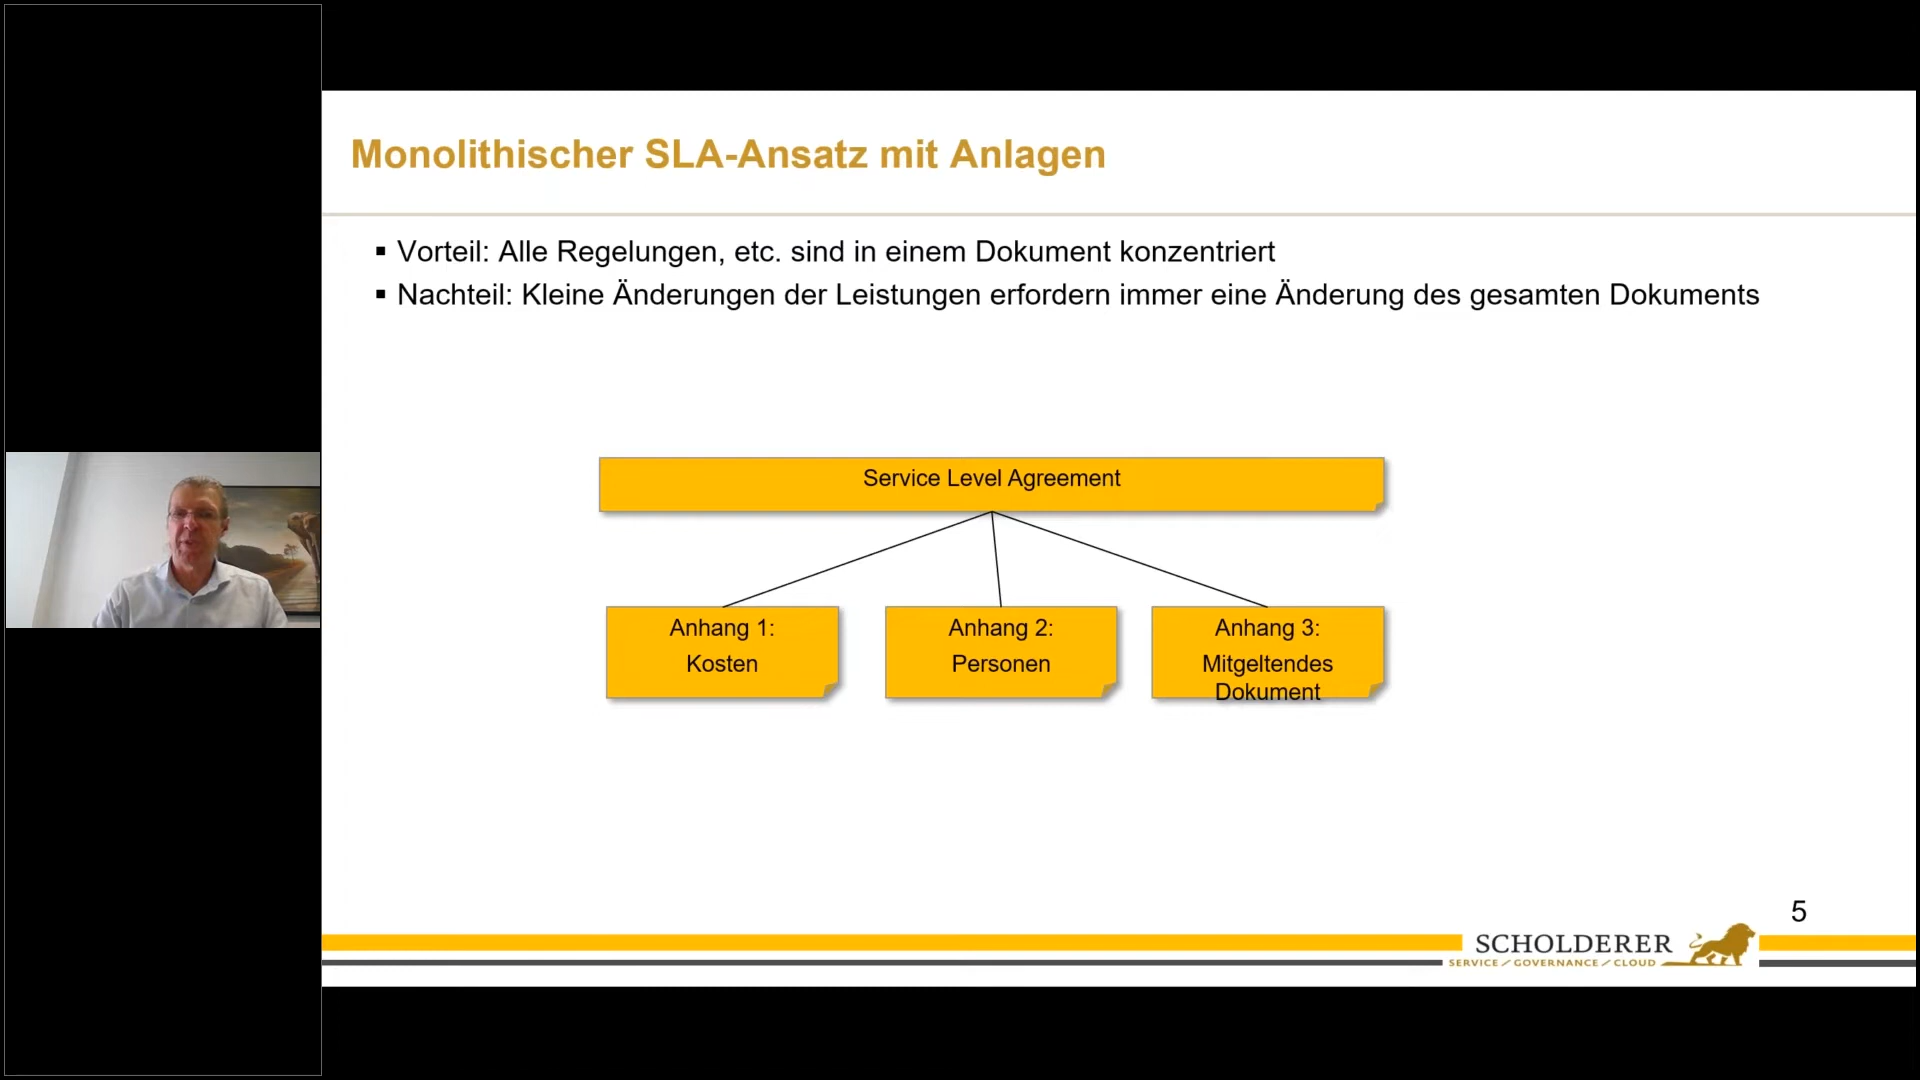 Monolithischer SLA-Ansatz mit Anlagen
▪ Vorteil: Alle Regelungen, etc. sind in einem Dokument konzentriert
▪ Nachteil: Kleine Änderungen der Leistungen erfordern immer eine Änderung des gesamten Dokuments
Service Level Agreement
Anhang 1:
Kosten
Anhang 2:
Personen
Anhang 3:
Mitgeltendes
Dokument
5
SCHOLDERER
SERVICE / GOVERNANCE / CLOUD